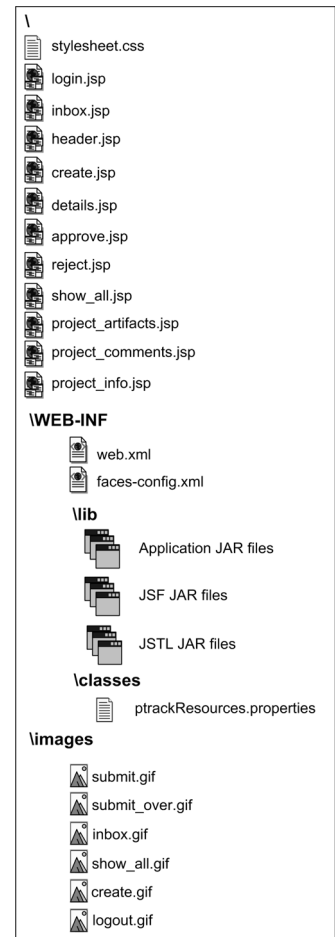 \
stylesheet.css
login.jsp
inbox.jsp
header.jsp
create.jsp
details.jsp
approve.jsp
reject.jsp
show_all.jsp
project_artifacts.jsp
project_comments.jsp
project_info.jsp
\WEB-INF
web.xml
faces-config.xml
\lib
Application JAR files
JSF JAR files
JSTL JAR files
\classes
ptrackResources.properties
\images
submit.gif
submit_over.gif
inbox.gif
show_all.gif
create.gif
logout.gif